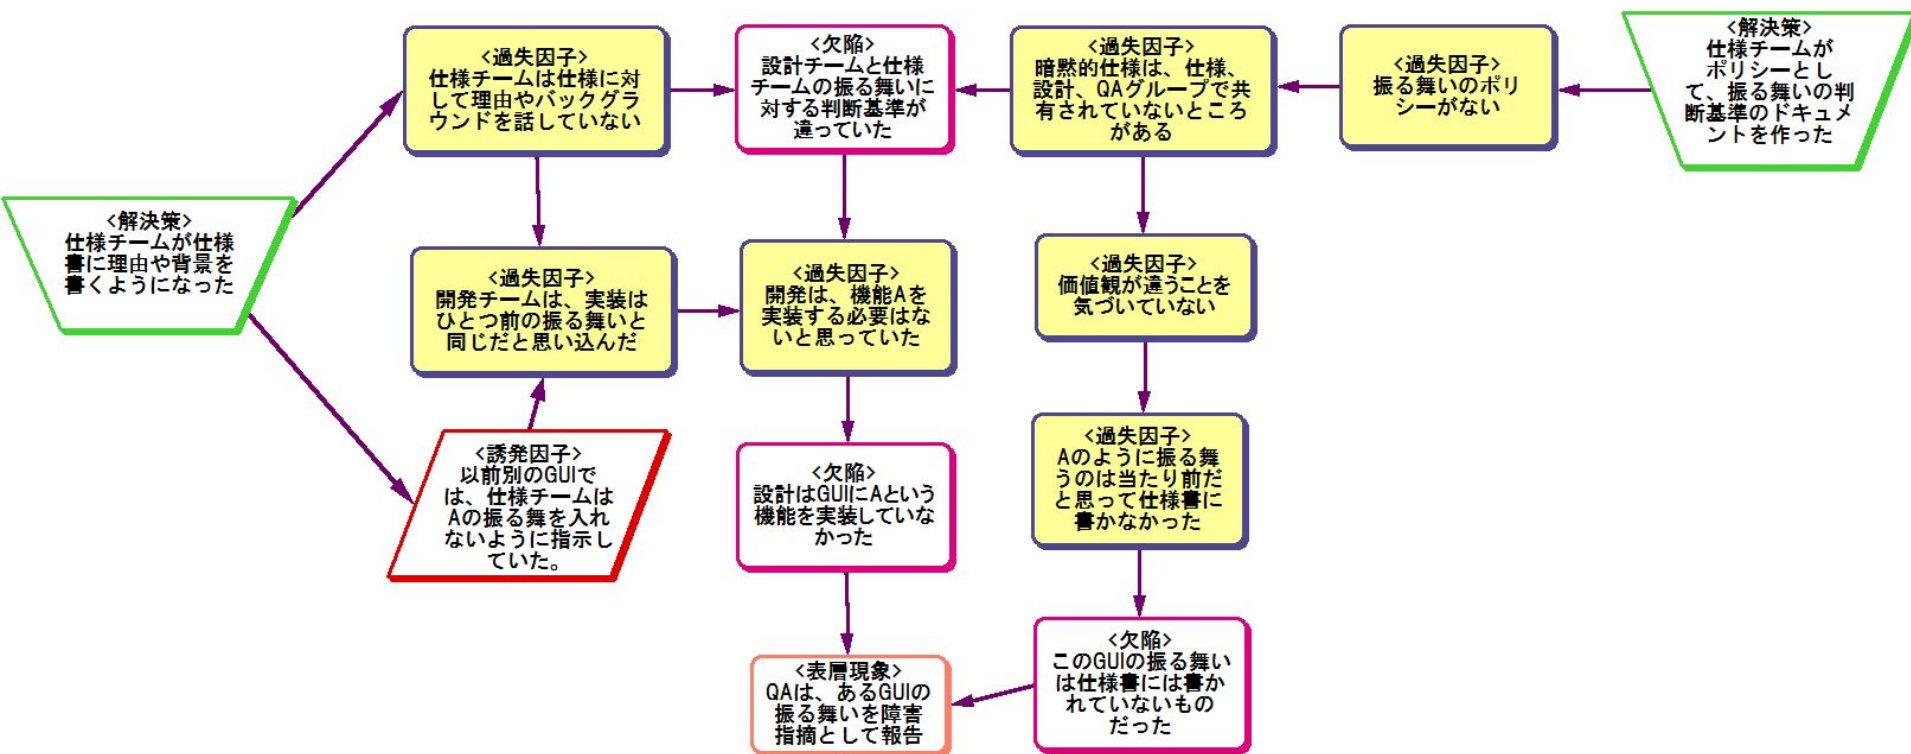 <過失因子>
仕様チームは仕様に対
して理由やバックグラ
ウンドを話していない
<欠陥>
設計チームと仕様
チームの振る舞いに
対する判断基準が
違っていた
<過失因子>
暗黙的仕様は、仕様、
設計、QAグループで共
有されていないところ
がある
<過失因子>
振る舞いのポリ
シーがない
<解決策>
仕様チームが
ポリシーとし
て、振る舞いの判
断基準のドキュメ
ントを作った
<解決策>
仕様チームが仕様
書に理由や背景を
書くようになった
<過失因子>
開発チームは、実装は
ひとつ前の振る舞いと
同じだと思い込んだ
<過失因子>
開発は、機能Aを
実装する必要はな
いと思っていた
<過失因子>
価値観が違うことを
気づいていない
<誘発因子>
以前別のGUIで
は、仕様チームは
Aの振る舞を入れ
ないように指示し
ていた。
<欠陥>
設計はGUIにAという
機能を実装していな
かった
<過失因子>
Aのように振る舞
うのは当たり前だ
と思って仕様書に
書かなかった
<表層現象>
QAは、あるGUIの
振る舞いを障害
指摘として報告
<欠陥>
このGUIの振る舞い
は仕様書には書か
れていないもの
だった